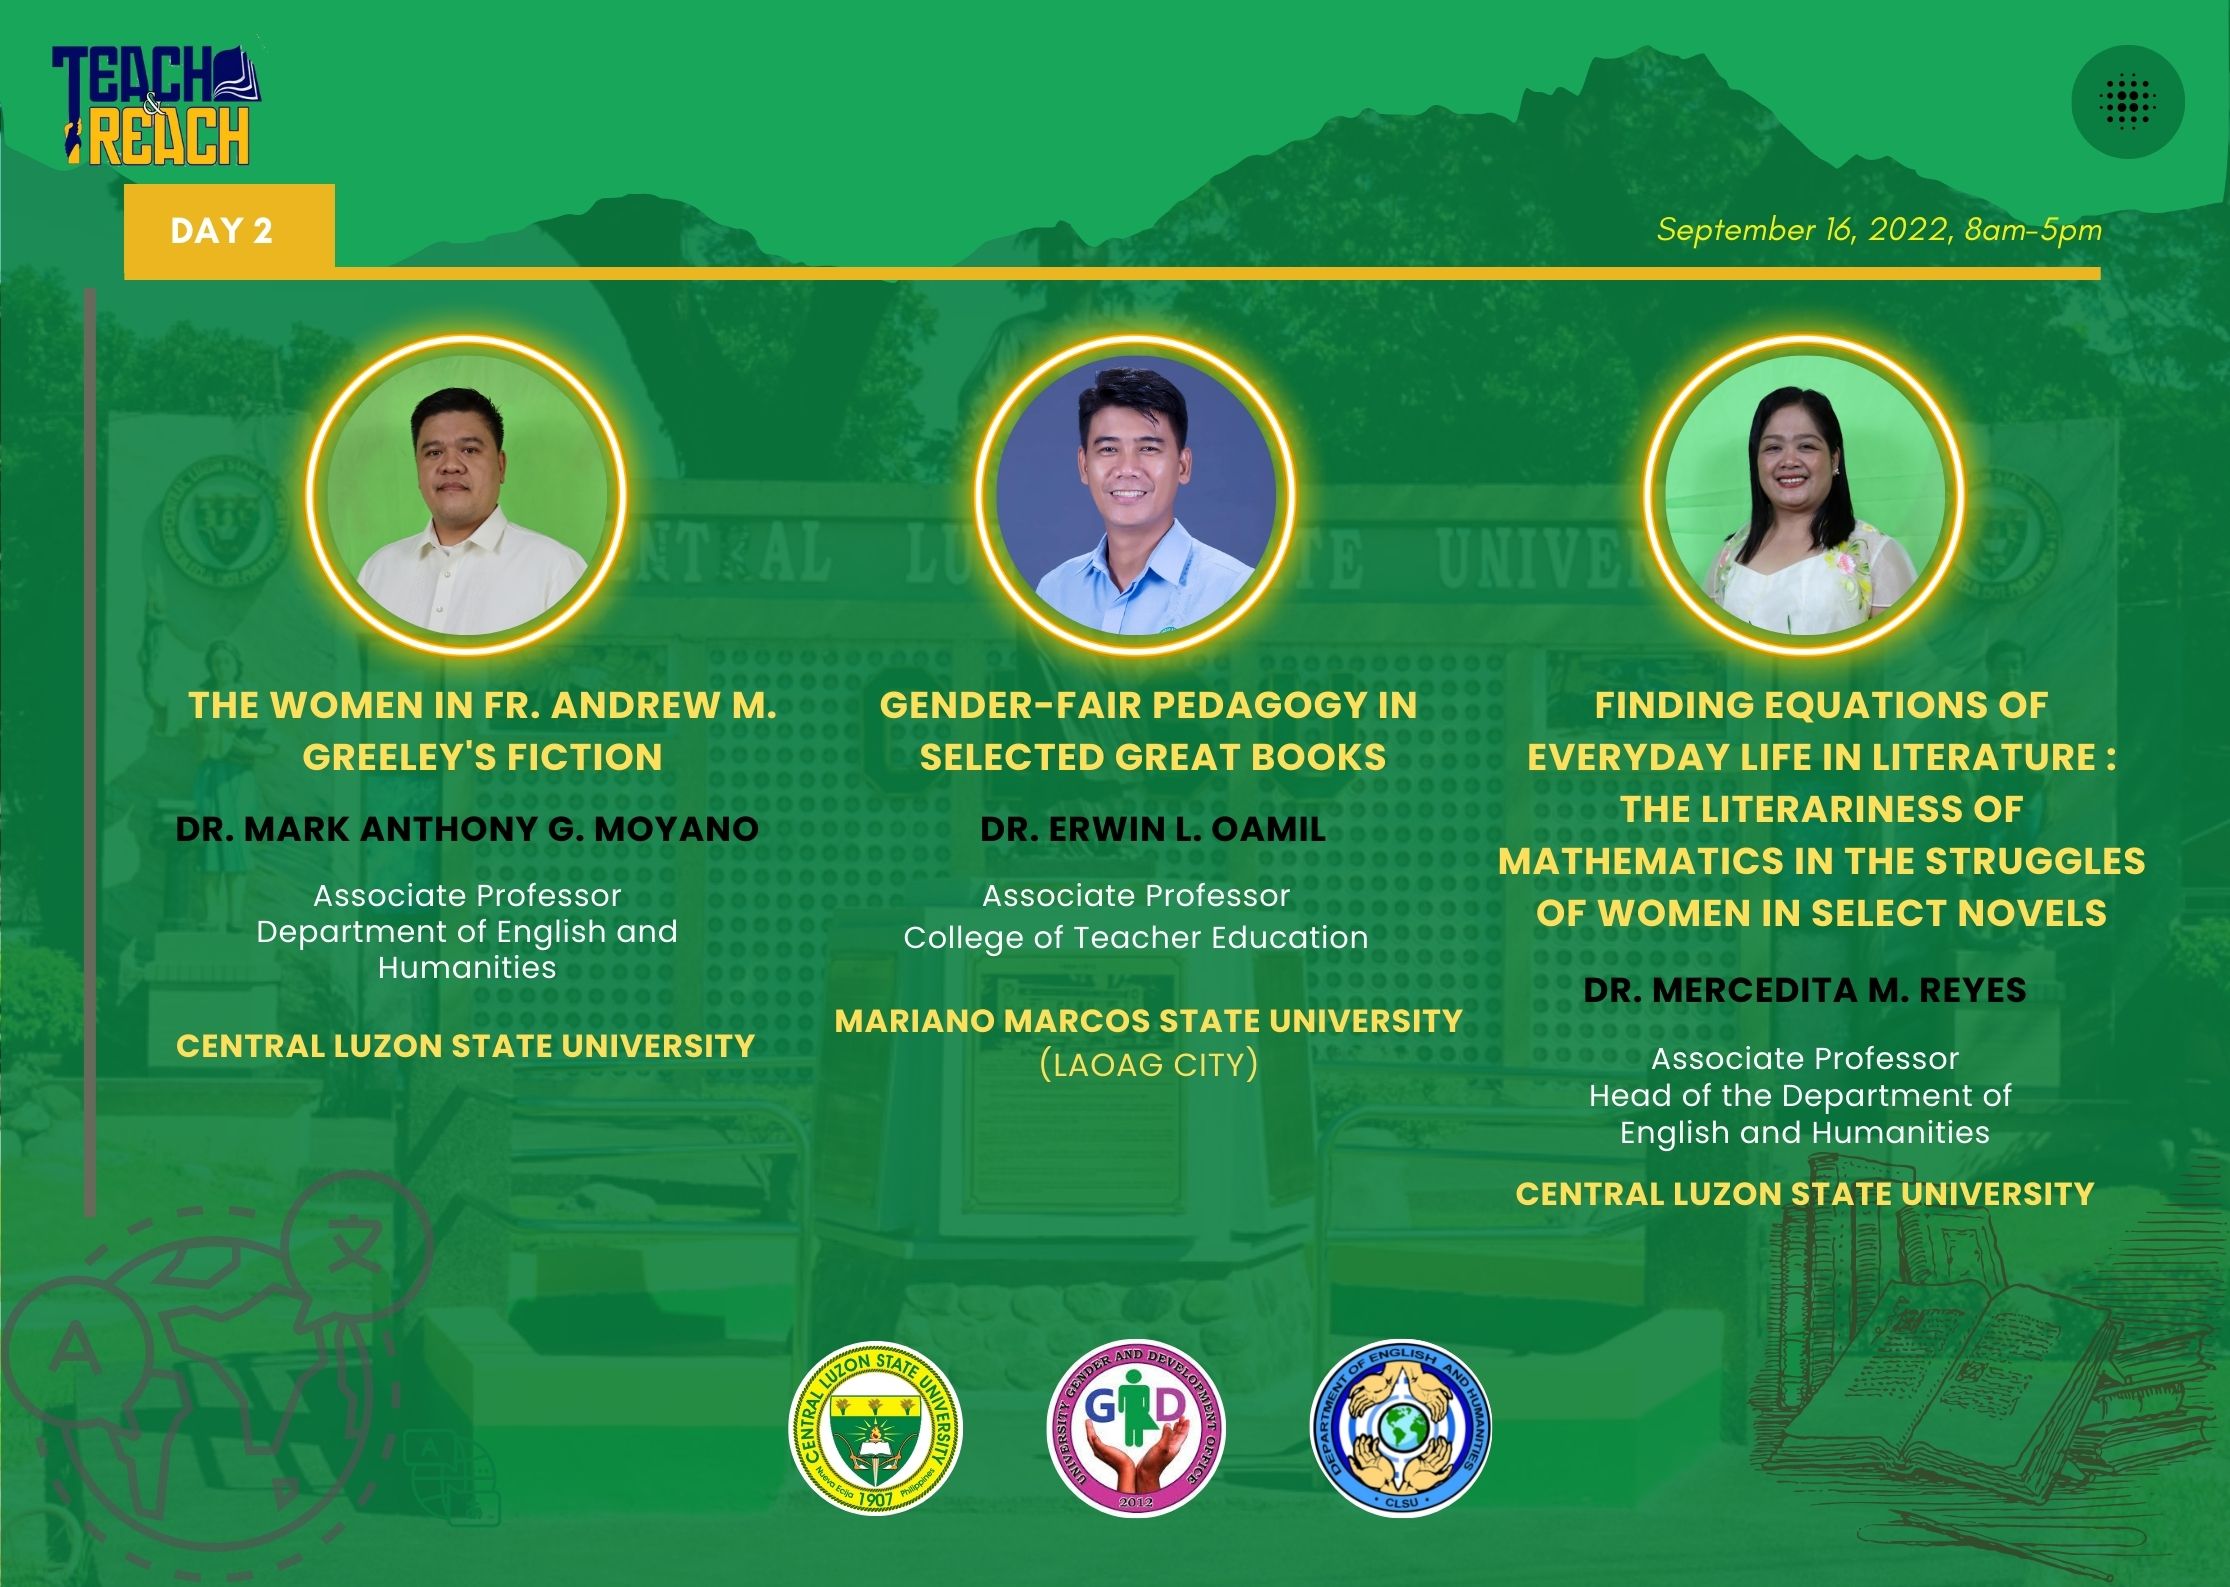 TEACH
&
REACH
DAY 2
September 16, 2022, 8am-5pm
THE WOMEN IN FR. ANDREW M.
GREELEY'S FICTION
DR. MARK ANTHONY G. MOYANO
Associate Professor
Department of English and
Humanities
CENTRAL LUZON STATE UNIVERSITY
GENDER-FAIR PEDAGOGY IN
SELECTED GREAT BOOKS
DR. ERWIN L. OAMIL
Associate Professor
College of Teacher Education
MARIANO MARCOS STATE UNIVERSITY
(LAOAG CITY)
FINDING EQUATIONS OF
EVERYDAY LIFE IN LITERATURE :
THE LITERARINESS OF
MATHEMATICS IN THE STRUGGLES
OF WOMEN IN SELECT NOVELS
DR. MERCEDITA M. REYES
Associate Professor
Head of the Department of
English and Humanities
CENTRAL LUZON STATE UNIVERSITY
A
文
CENTRAL LUZON STATE UNIVERSITY
Nueva Ecija 1907 Philippines
UNIVERSITY GENDER AND DEVELOPMENT OFFICE
G D
2012
DEPARTMENT OF ENGLISH AND HUMANITIES
CLSU